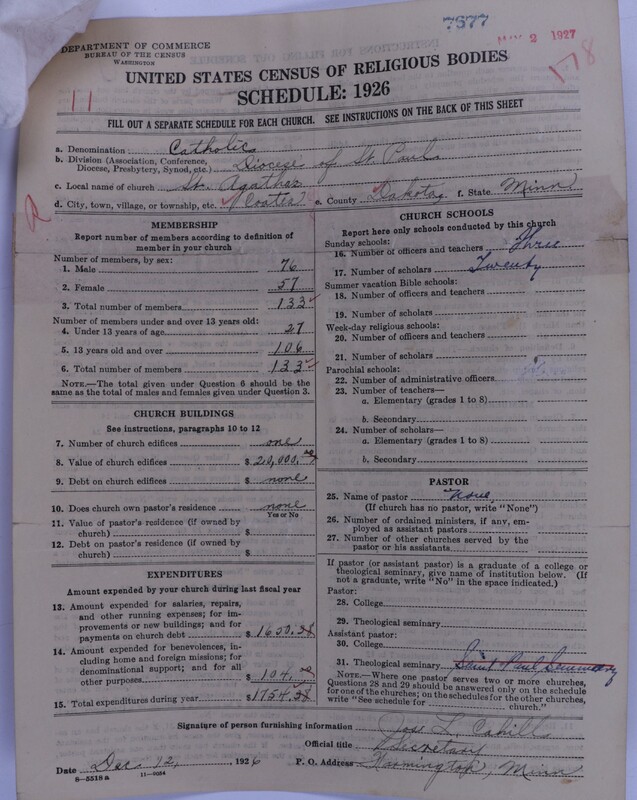 7877
MAY 2 1927
DEPARTMENT OF COMMERCE
BUREAU OF THE CENSUS
WASHINGTON
1-78
11
UNITED STATES CENSUS OF RELIGIOUS BODIES
SCHEDULE: 1926
FILL OUT A SEPARATE SCHEDULE FOR EACH CHURCH. SEE INSTRUCTIONS ON THE BACK OF THIS SHEET
a. Denomination Catholic
b. Division (Association, Conference, Diocese, Presbytery, Synod, etc.) Diocese of St Paul
c. Local name of church St. Agathas
d. City, town, village, or township, etc. Coates e. County Dakota f. State Minn
R
MEMBERSHIP
Report number of members according to definition of
member in your church
Number of members, by sex:
1. Male 76
2. Female 57
3. Total number of members 133
Number of members under and over 13 years old:
4. Under 13 years of age 27
5. 13 years old and over 106
6. Total number of members 133
NOTE.—The total given under Question 6 should be the
same as the total of males and females given under Question 3.
CHURCH BUILDINGS
See instructions, paragraphs 10 to 12
7. Number of church edifices one
8. Value of church edifices $ 20,000.00
9. Debt on church edifices $ none
10. Does church own pastor's residence none
Yes or No
11. Value of pastor's residence (if owned by
church) $
12. Debt on pastor's residence (if owned by
church) $
EXPENDITURES
Amount expended by your church during last fiscal year
13. Amount expended for salaries, repairs,
and other running expenses; for im-
provements or new buildings; and for
payments on church debt $ 1650.38
14. Amount expended for benevolences, in-
cluding home and foreign missions; for
denominational support; and for all
other purposes $ 104.00
15. Total expenditures during year $ 1754.38
CHURCH SCHOOLS
Report here only schools conducted by this church
Sunday schools:
16. Number of officers and teachers Three
17. Number of scholars Twenty
Summer vacation Bible schools:
18. Number of officers and teachers
19. Number of scholars
Week-day religious schools:
20. Number of officers and teachers
21. Number of scholars
Parochial schools:
22. Number of administrative officers
23. Number of teachers—
a. Elementary (grades 1 to 8)
b. Secondary
24. Number of scholars—
a. Elementary (grades 1 to 8)
b. Secondary
PASTOR
25. Name of pastor None
(If church has no pastor, write "None")
26. Number of ordained ministers, if any, em-
ployed as assistant pastors
27. Number of other churches served by the
pastor or his assistants
If pastor (or assistant pastor) is a graduate of a college or
theological seminary, give name of institution below. (If
not a graduate, write "No" in the space indicated.)
Pastor:
28. College
29. Theological seminary
Assistant pastor:
30. College
31. Theological seminary Saint Paul Seminary
NOTE.—Where one pastor serves two or more churches,
Questions 28 and 29 should be answered only on the schedule
for one of the churches; on the schedules for the other churches,
write "See schedule for church."
Signature of person furnishing information Jos. L. Cahill
Official title Secretary
Date Dec. 12, 1926 P. O. Address Farmington, Minn
8-5518 a 11-9084